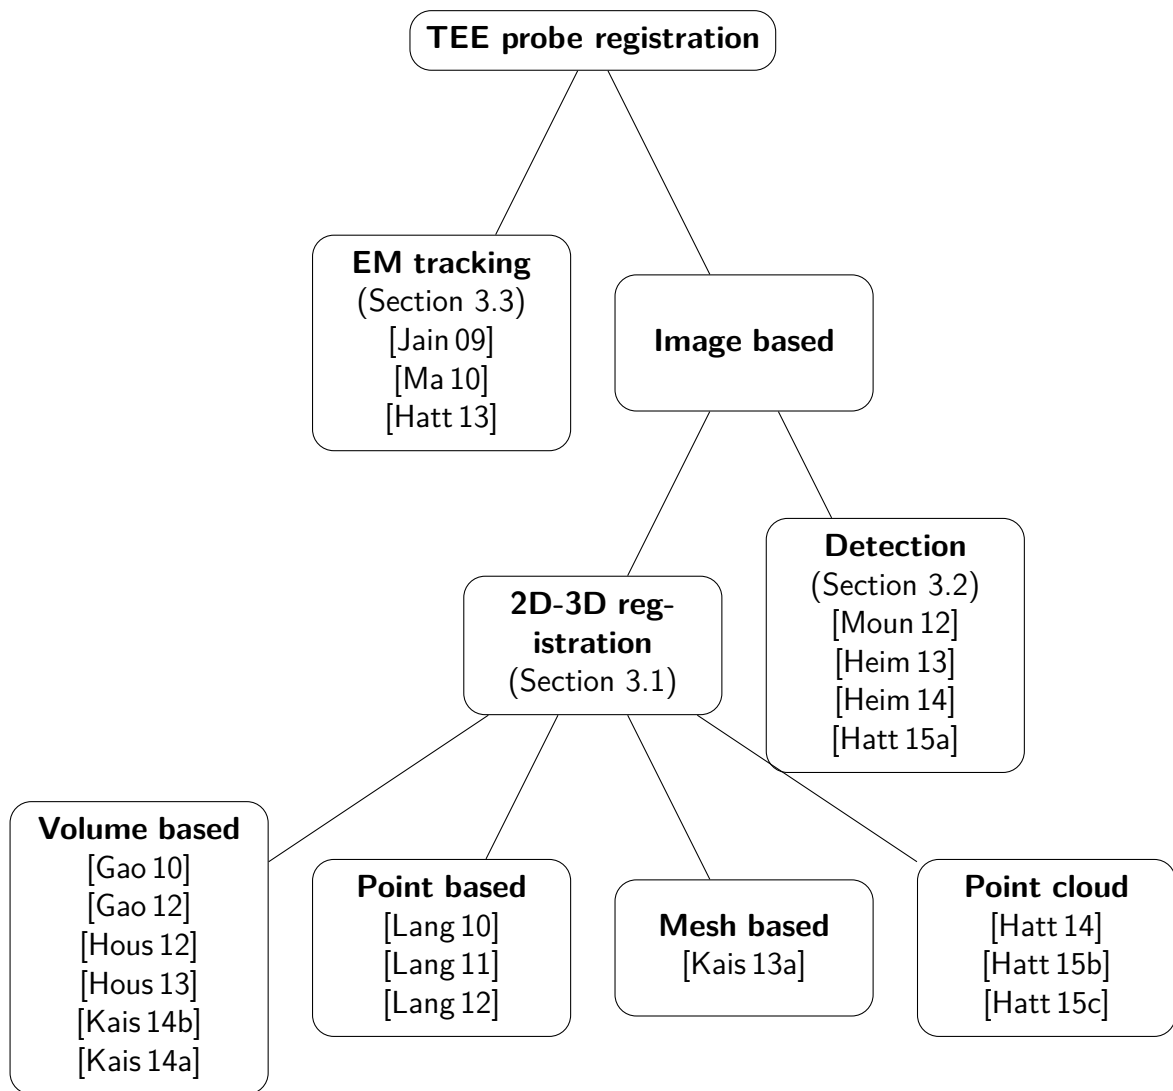 TEE probe registration
EM tracking
(Section 3.3)
[Jain 09]
[Ma 10]
[Hatt 13]
Image based
2D-3D reg-
istration
(Section 3.1)
Detection
(Section 3.2)
[Moun 12]
[Heim 13]
[Heim 14]
[Hatt 15a]
Volume based
[Gao 10]
[Gao 12]
[Hous 12]
[Hous 13]
[Kais 14b]
[Kais 14a]
Point based
[Lang 10]
[Lang 11]
[Lang 12]
Mesh based
[Kais 13a]
Point cloud
[Hatt 14]
[Hatt 15b]
[Hatt 15c]